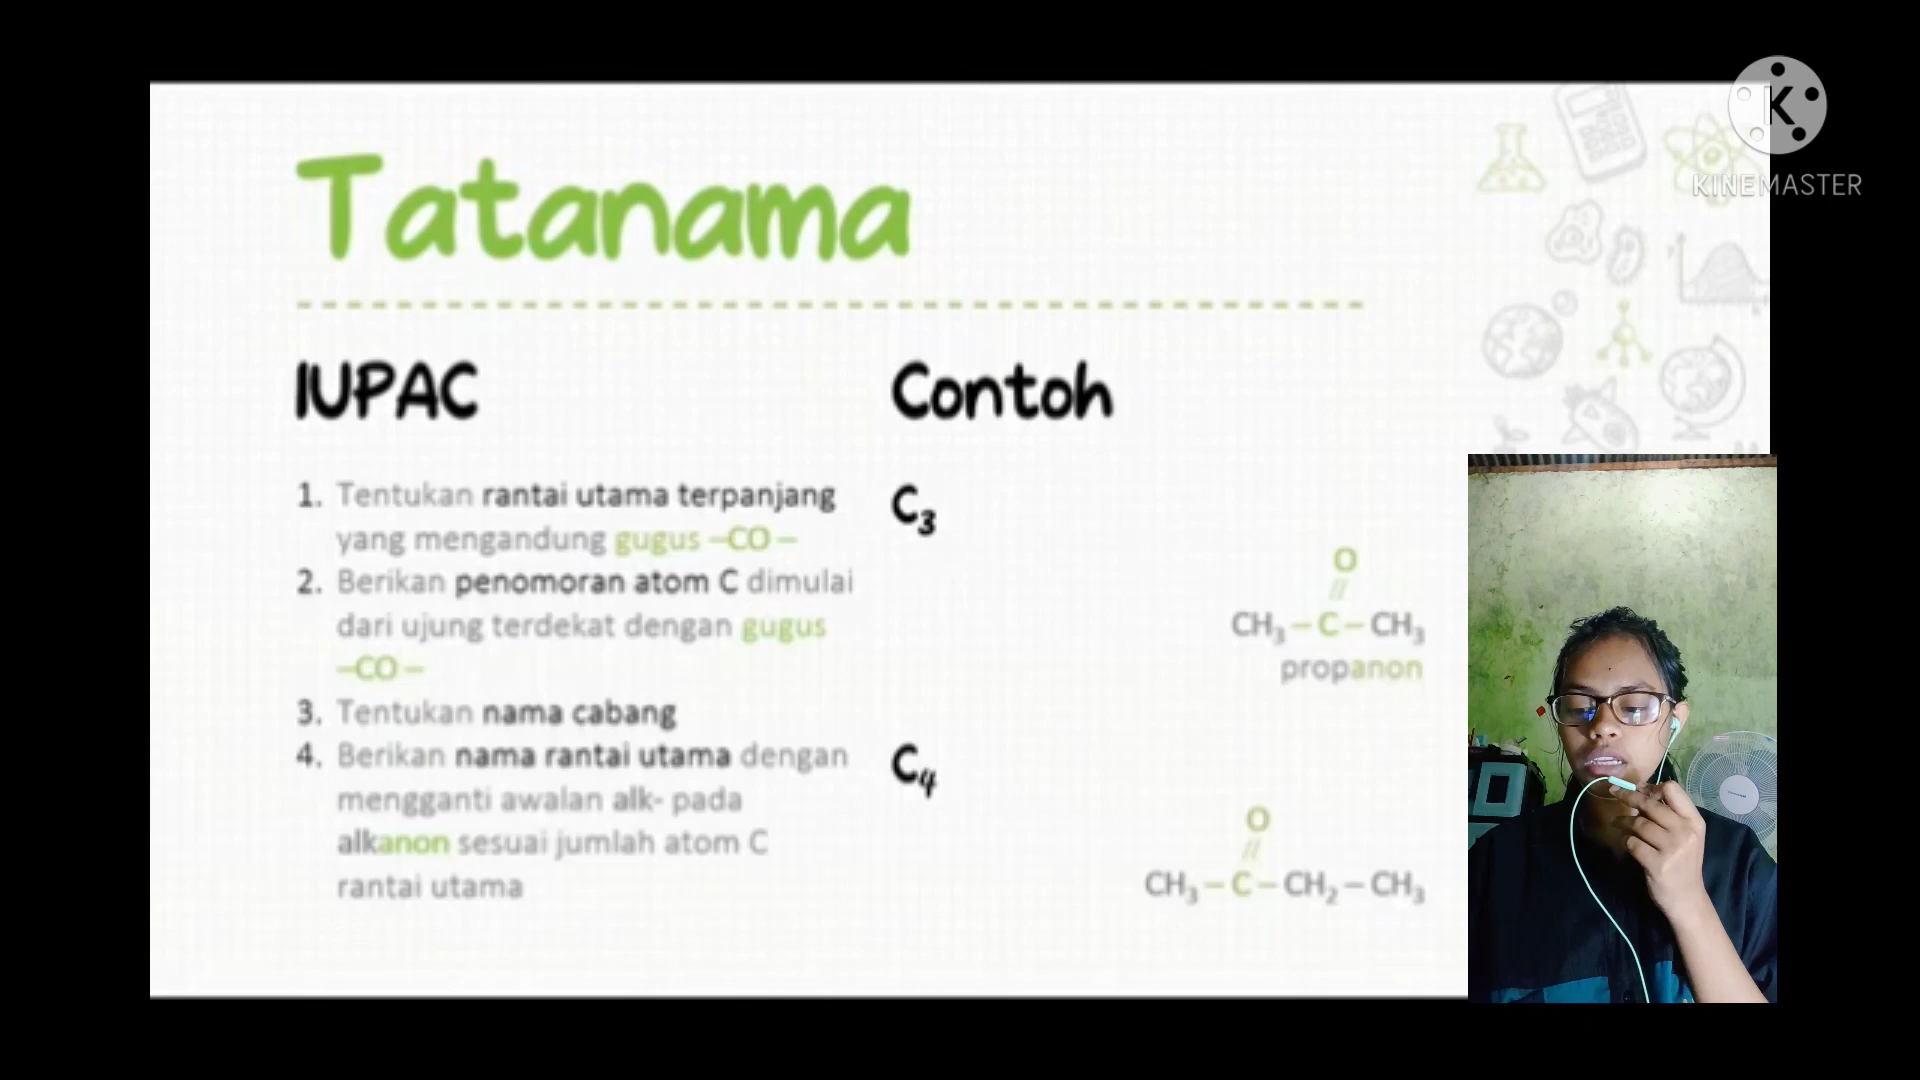 K
KINEMASTER
Tatanama
IUPAC
1. Tentukan rantai utama terpanjang
yang mengandung gugus –CO –
2. Berikan penomoran atom C dimulai
dari ujung terdekat dengan gugus
–CO –
3. Tentukan nama cabang
4. Berikan nama rantai utama dengan
mengganti awalan alk- pada
alkanon sesuai jumlah atom C
rantai utama
Contoh
C₃
O
//
CH₃ – C – CH₃
propanon
C₄
O
//
CH₃ – C – CH₂ – CH₃